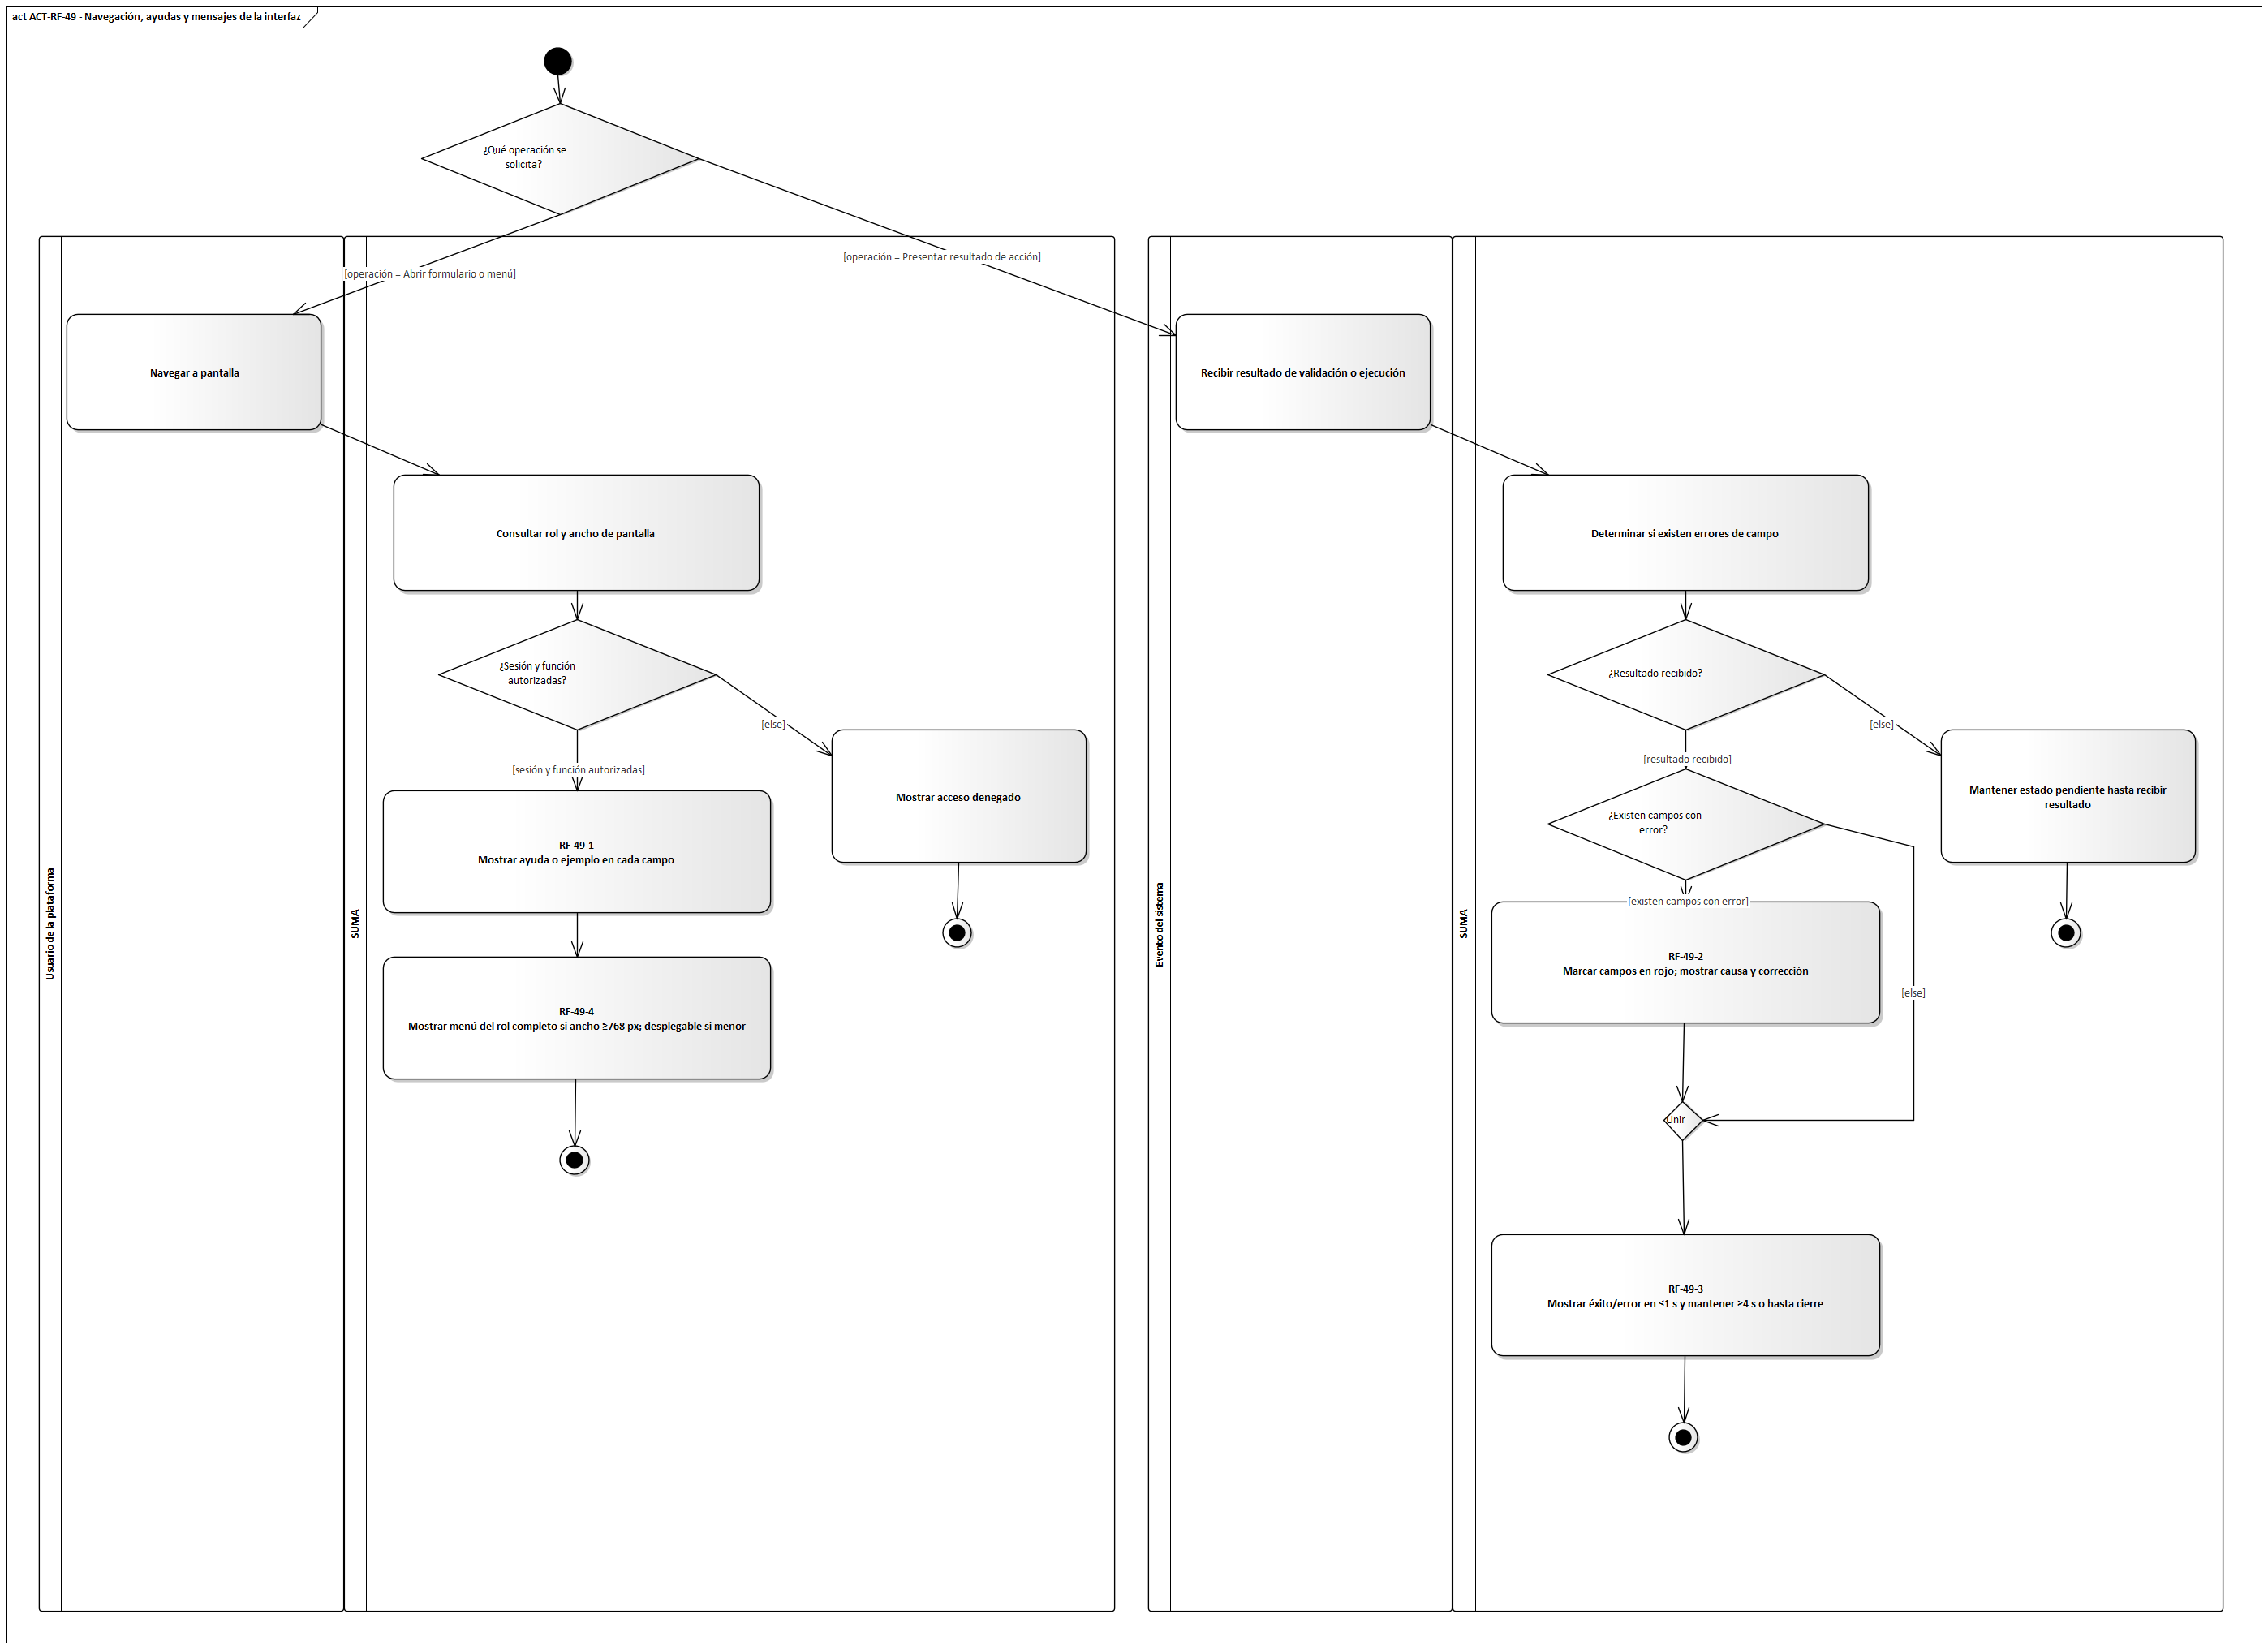 act ACT-RF-49 - Navegación, ayudas y mensajes de la interfaz
¿Qué operación se
solicita?
[operación = Abrir formulario o menú]
[operación = Presentar resultado de acción]
Usuario de la plataforma
Navegar a pantalla
SUMA
Consultar rol y ancho de pantalla
¿Sesión y función
autorizadas?
[else]
[sesión y función autorizadas]
Mostrar acceso denegado
RF-49-1
Mostrar ayuda o ejemplo en cada campo
RF-49-4
Mostrar menú del rol completo si ancho ≥768 px; desplegable si menor
Evento del sistema
Recibir resultado de validación o ejecución
SUMA
Determinar si existen errores de campo
¿Resultado recibido?
[else]
[resultado recibido]
Mantener estado pendiente hasta recibir
resultado
¿Existen campos con
error?
[existen campos con error]
[else]
RF-49-2
Marcar campos en rojo; mostrar causa y corrección
Unir
RF-49-3
Mostrar éxito/error en ≤1 s y mantener ≥4 s o hasta cierre